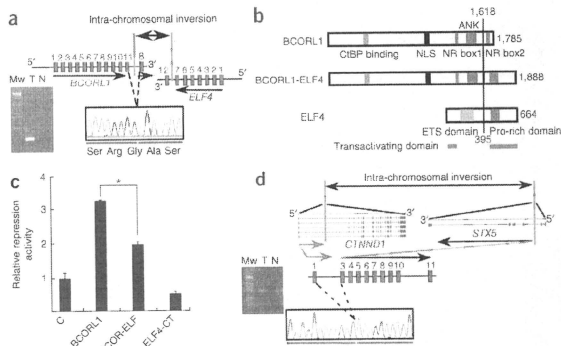 a
Intra-chromosomal inversion
5′ 1 2 3 4 5 6 7 8 9 10 11 8 3′
BCORL1
3′ 12 7 6 5 4 3 2 1 5′
ELF4
Mw T N
Ser Arg Gly Ala Ser
b
1,618
ANK
BCORL1 1,785
CtBP binding NLS NR box1 NR box2
BCORL1-ELF4 1,888
ELF4 664
ETS domain 395 Pro-rich domain
Transactivating domain
c
Relative repression activity
4
3
2
1
*
C
BCORL1
COR-ELF
ELF4-CT
d
Intra-chromosomal inversion
5′ 3′ 5′ 3′
CTNND1 STX5
Mw T N
1 3 4 5 6 7 8 9 10 11